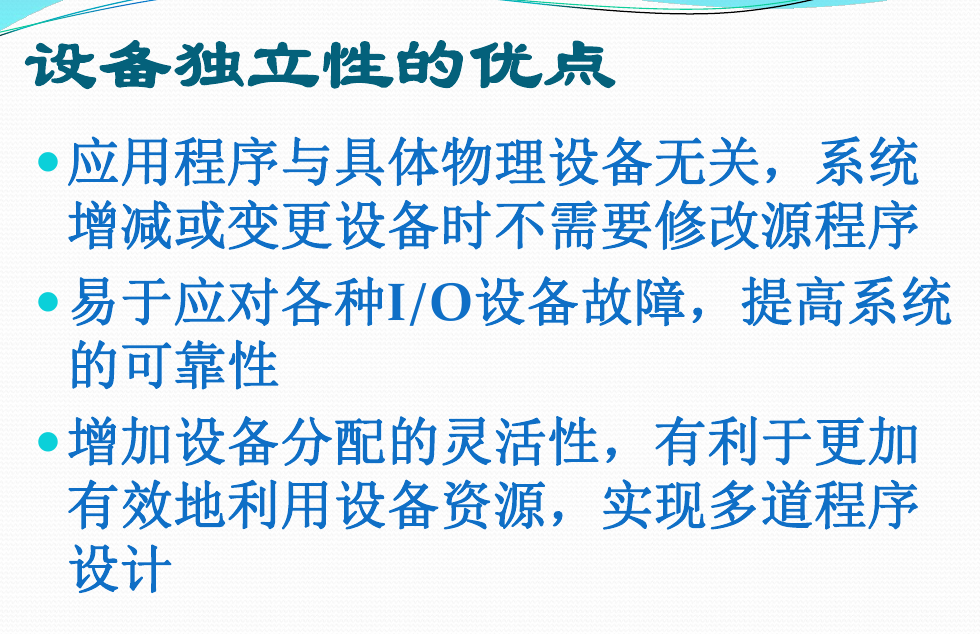 设备独立性的优点
•应用程序与具体物理设备无关，系统
增减或变更设备时不需要修改源程序
•易于应对各种I/O设备故障，提高系统
的可靠性
•增加设备分配的灵活性，有利于更加
有效地利用设备资源，实现多道程序
设计